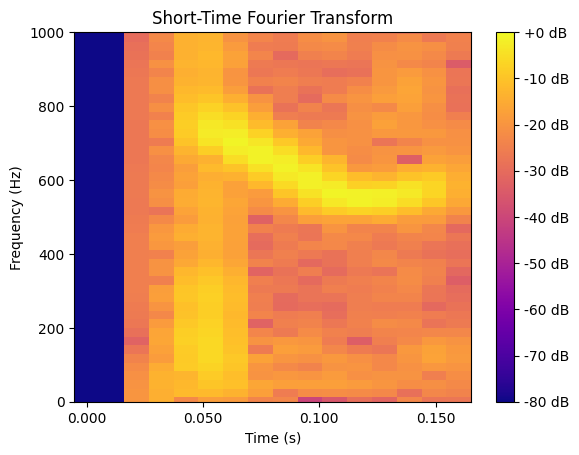 Short-Time Fourier Transform
1000
800
600
400
200
0
Frequency (Hz)
0.000
0.050
0.100
0.150
Time (s)
+0 dB
-10 dB
-20 dB
-30 dB
-40 dB
-50 dB
-60 dB
-70 dB
-80 dB